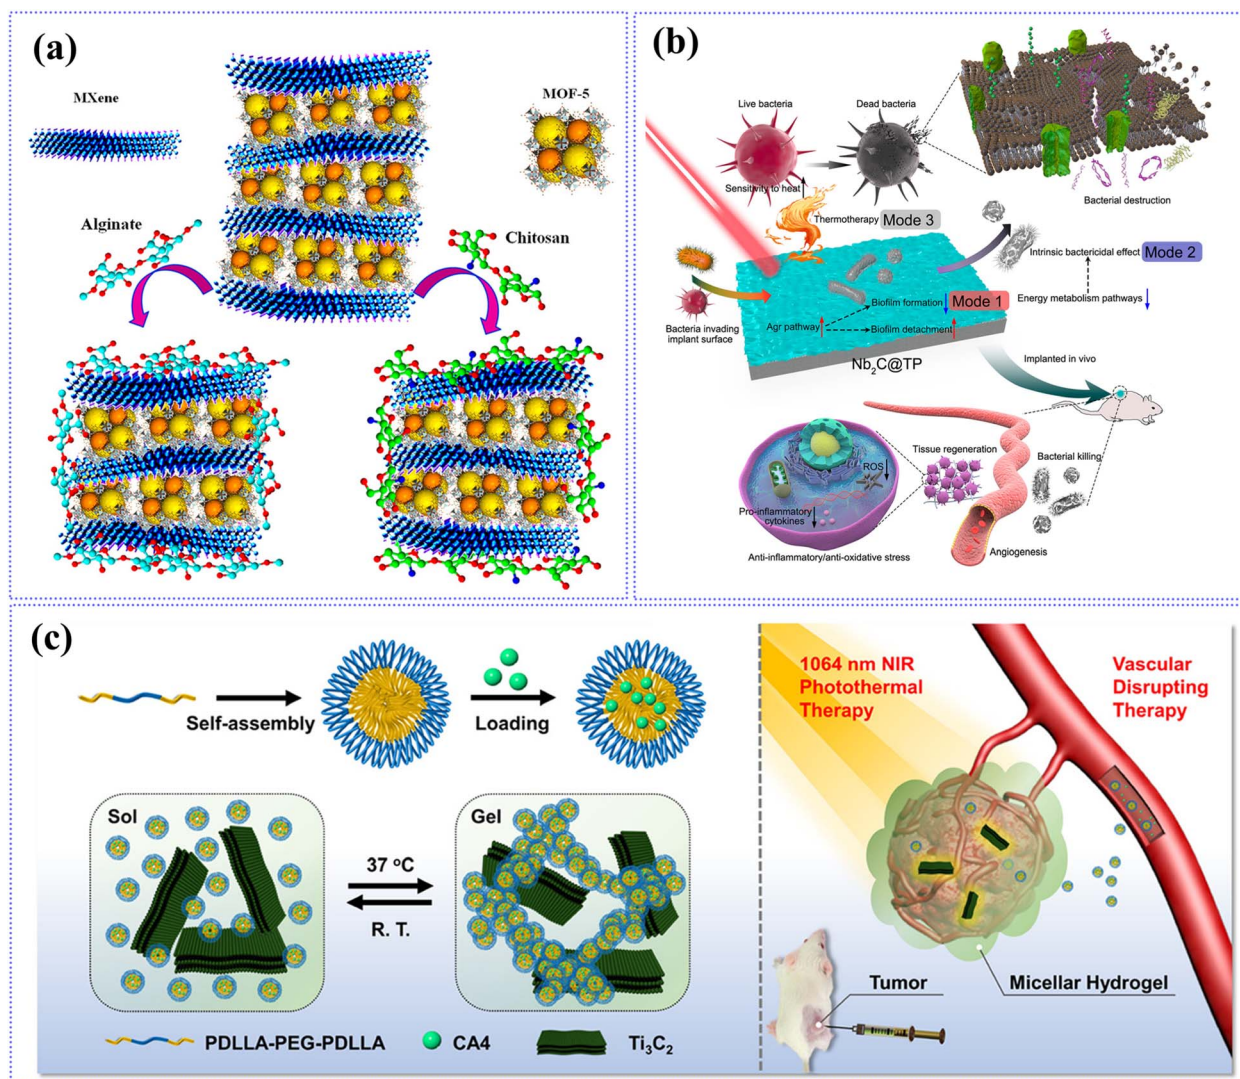 (a)
MXene
MOF-5
Alginate
Chitosan
(b)
Live bacteria
Dead bacteria
Sensitivity to heat
Thermotherapy
Mode 3
Bacterial destruction
Intrinsic bactericidal effect
Mode 2
Energy metabolism pathways
Biofilm formation
Mode 1
Agr pathway
Biofilm detachment
Bacteria invading
implant surface
Nb₂C@TP
Implanted in vivo
Tissue regeneration
Bacterial killing
ROS
Pro-inflammatory
cytokines
Angiogenesis
Anti-inflammatory/anti-oxidative stress
(c)
Self-assembly
Loading
Sol
Gel
37 °C
R. T.
PDLLA-PEG-PDLLA
CA4
Ti₃C₂
1064 nm NIR
Photothermal
Therapy
Vascular
Disrupting
Therapy
Tumor
Micellar Hydrogel